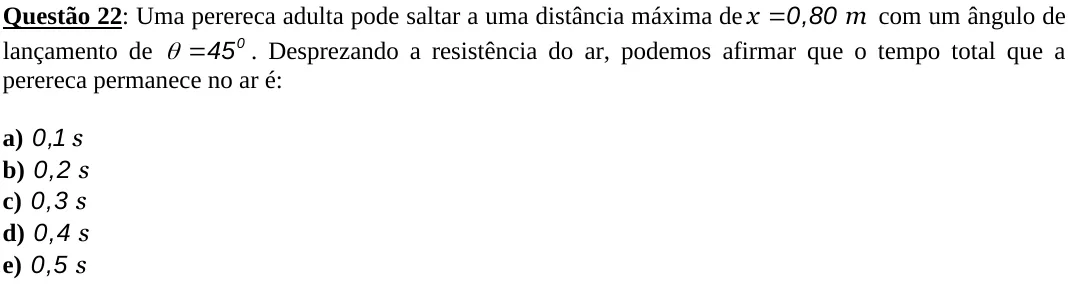 Questão 22: Uma perereca adulta pode saltar a uma distância máxima de x =0,80 m com um ângulo de
lançamento de θ =45⁰ . Desprezando a resistência do ar, podemos afirmar que o tempo total que a
perereca permanece no ar é:
a) 0,1 s
b) 0,2 s
c) 0,3 s
d) 0,4 s
e) 0,5 s